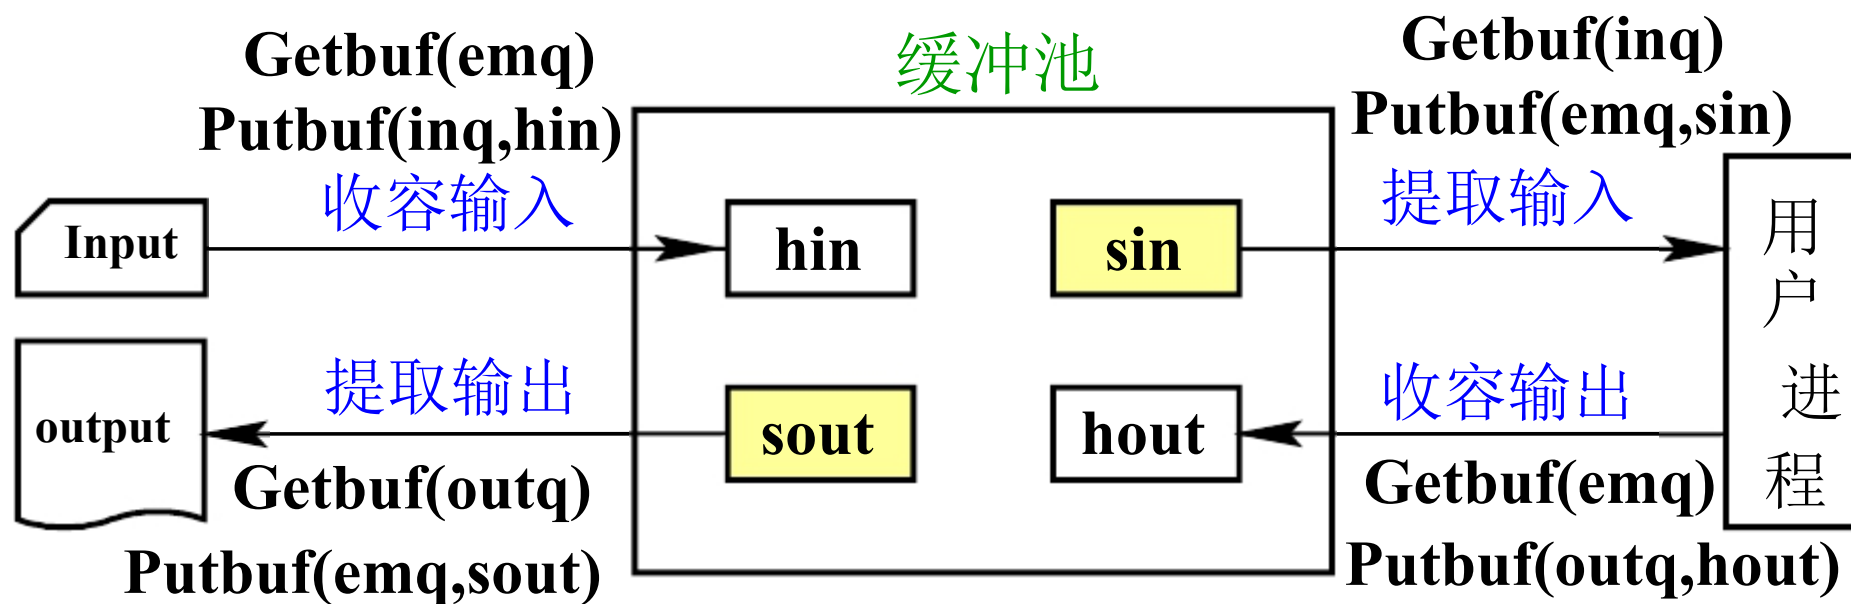 Getbuf(emq)
Putbuf(inq,hin)
收容输入
缓冲池
Getbuf(inq)
Putbuf(emq,sin)
提取输入
Input
hin
sin
用户进程
output
提取输出
sout
hout
收容输出
Getbuf(outq)
Putbuf(emq,sout)
Getbuf(emq)
Putbuf(outq,hout)